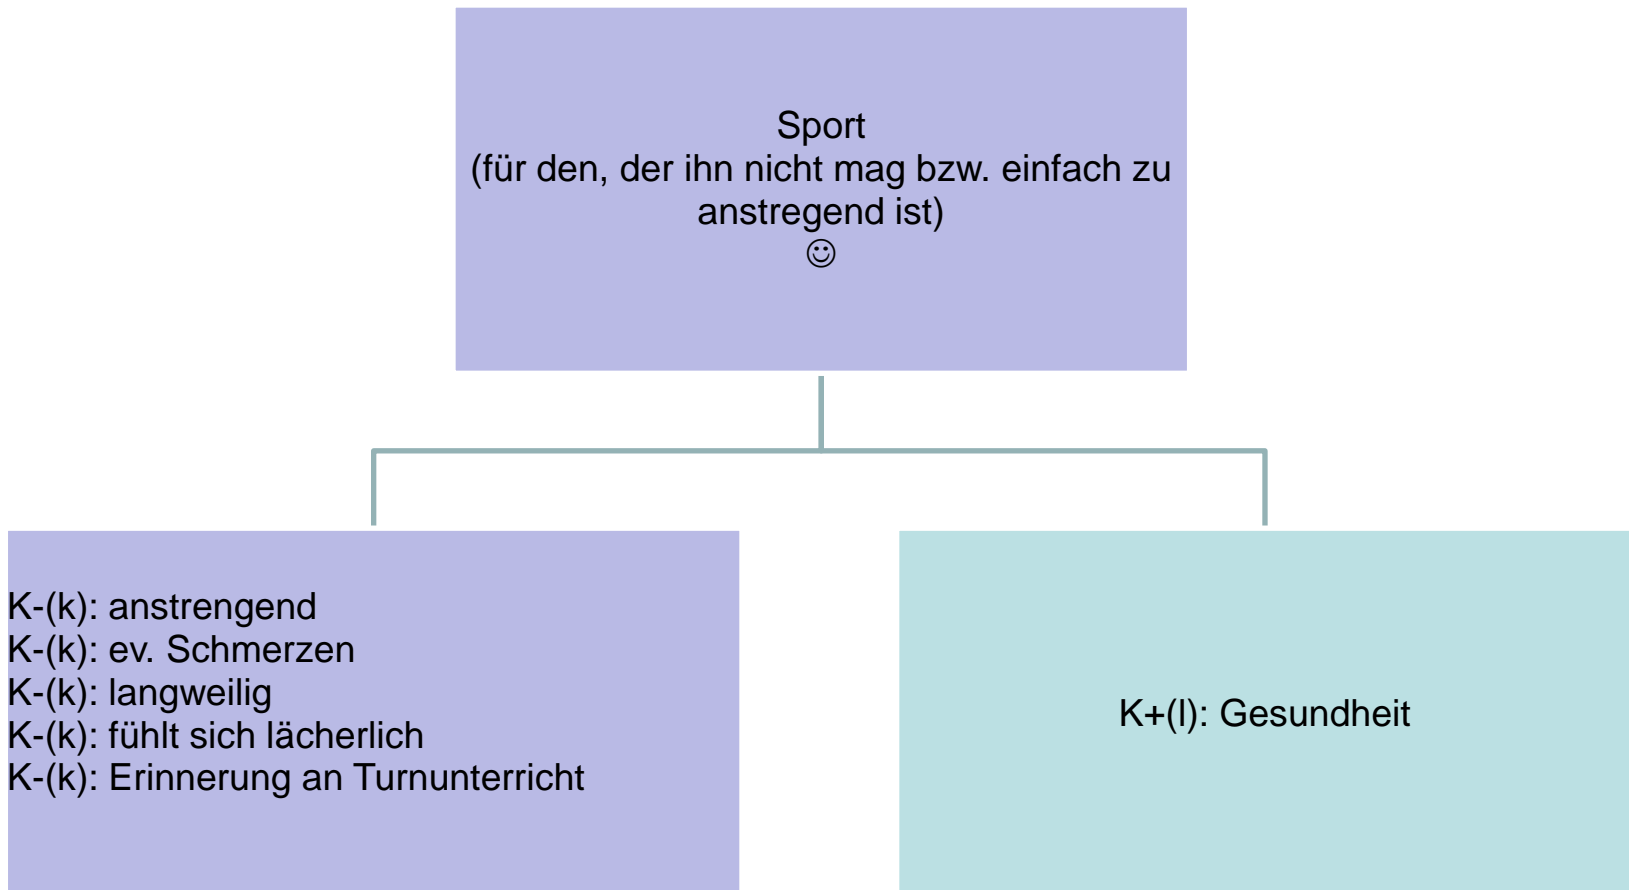 Sport
(für den, der ihn nicht mag bzw. einfach zu
anstregend ist)
☺
K-(k): anstrengend
K-(k): ev. Schmerzen
K-(k): langweilig
K-(k): fühlt sich lächerlich
K-(k): Erinnerung an Turnunterricht
K+(l): Gesundheit